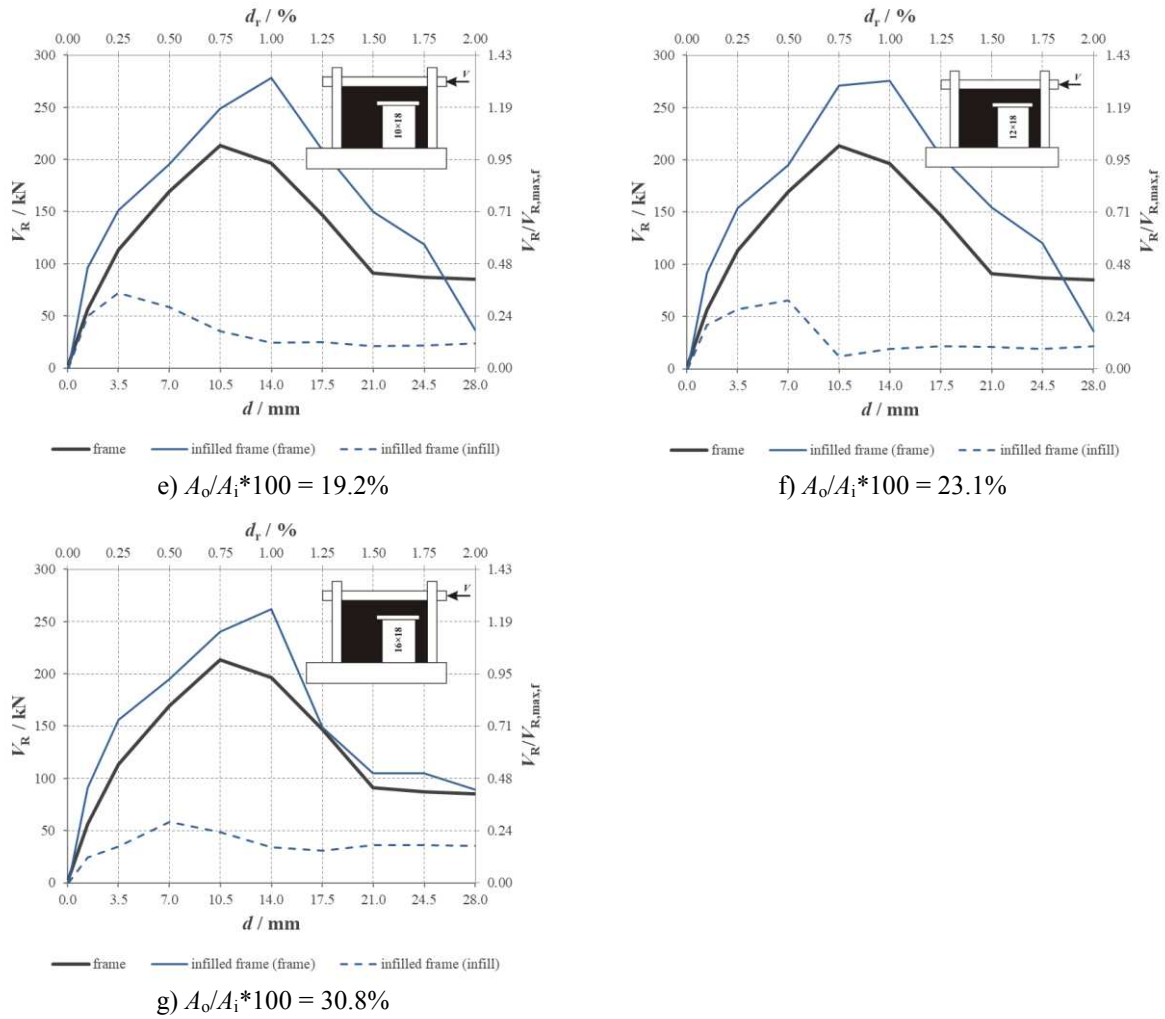 d_r / %
0.00 0.25 0.50 0.75 1.00 1.25 1.50 1.75 2.00
300 1.43
250 1.19
200 0.95
150 0.71
100 0.48
50 0.24
0 0.00
V_R / kN
V_R/V_R,max,f
V
10×18
0.0 3.5 7.0 10.5 14.0 17.5 21.0 24.5 28.0
d / mm
frame infilled frame (frame) infilled frame (infill)
e) A_o/A_i*100 = 19.2%
d_r / %
0.00 0.25 0.50 0.75 1.00 1.25 1.50 1.75 2.00
300 1.43
250 1.19
200 0.95
150 0.71
100 0.48
50 0.24
0 0.00
V_R / kN
V_R/V_R,max,f
V
12×18
0.0 3.5 7.0 10.5 14.0 17.5 21.0 24.5 28.0
d / mm
frame infilled frame (frame) infilled frame (infill)
f) A_o/A_i*100 = 23.1%
d_r / %
0.00 0.25 0.50 0.75 1.00 1.25 1.50 1.75 2.00
300 1.43
250 1.19
200 0.95
150 0.71
100 0.48
50 0.24
0 0.00
V_R / kN
V_R/V_R,max,f
V
16×18
0.0 3.5 7.0 10.5 14.0 17.5 21.0 24.5 28.0
d / mm
frame infilled frame (frame) infilled frame (infill)
g) A_o/A_i*100 = 30.8%